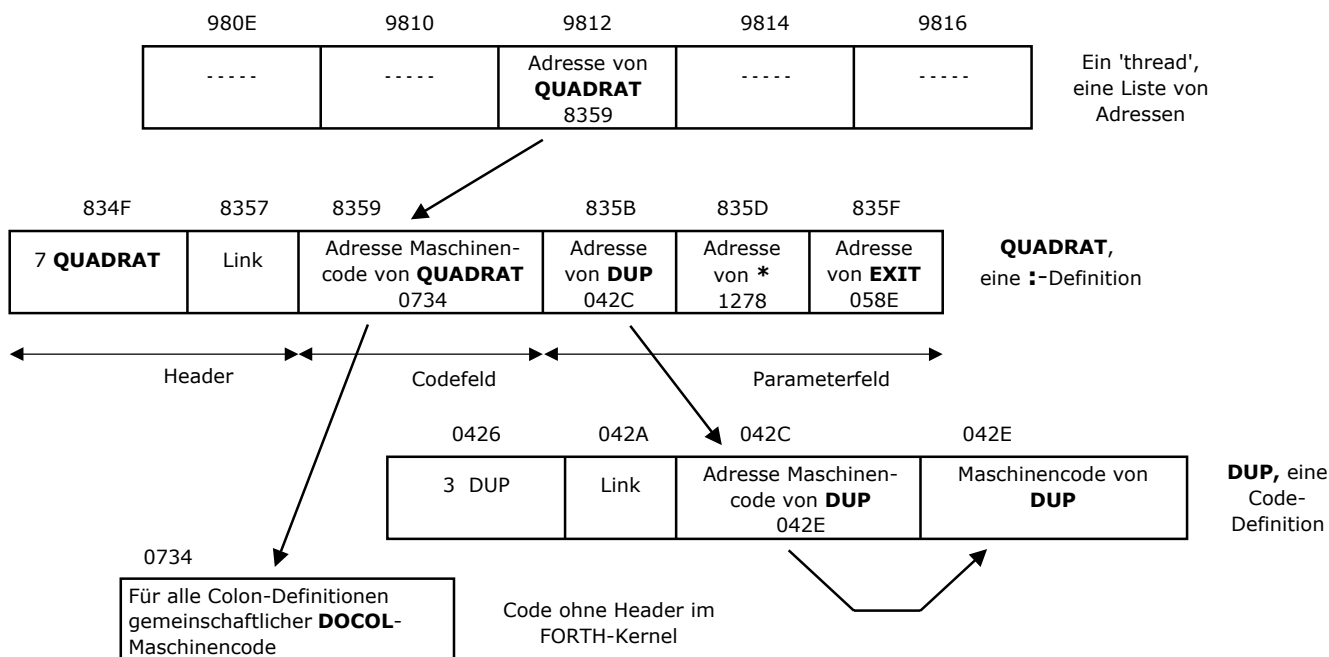 980E 9810 9812 9814 9816
- - - - -
- - - - -
Adresse von
QUADRAT
8359
- - - - -
- - - - -
Ein 'thread',
eine Liste von
Adressen
834F 8357 8359 835B 835D 835F
7 QUADRAT
Link
Adresse Maschinen-
code von QUADRAT
0734
Adresse
von DUP
042C
Adresse
von *
1278
Adresse
von EXIT
058E
QUADRAT,
eine :-Definition
Header
Codefeld
Parameterfeld
0426 042A 042C 042E
3 DUP
Link
Adresse Maschinen-
code von DUP
042E
Maschinencode von
DUP
DUP, eine
Code-
Definition
0734
Für alle Colon-Definitionen
gemeinschaftlicher DOCOL-
Maschinencode
Code ohne Header im
FORTH-Kernel